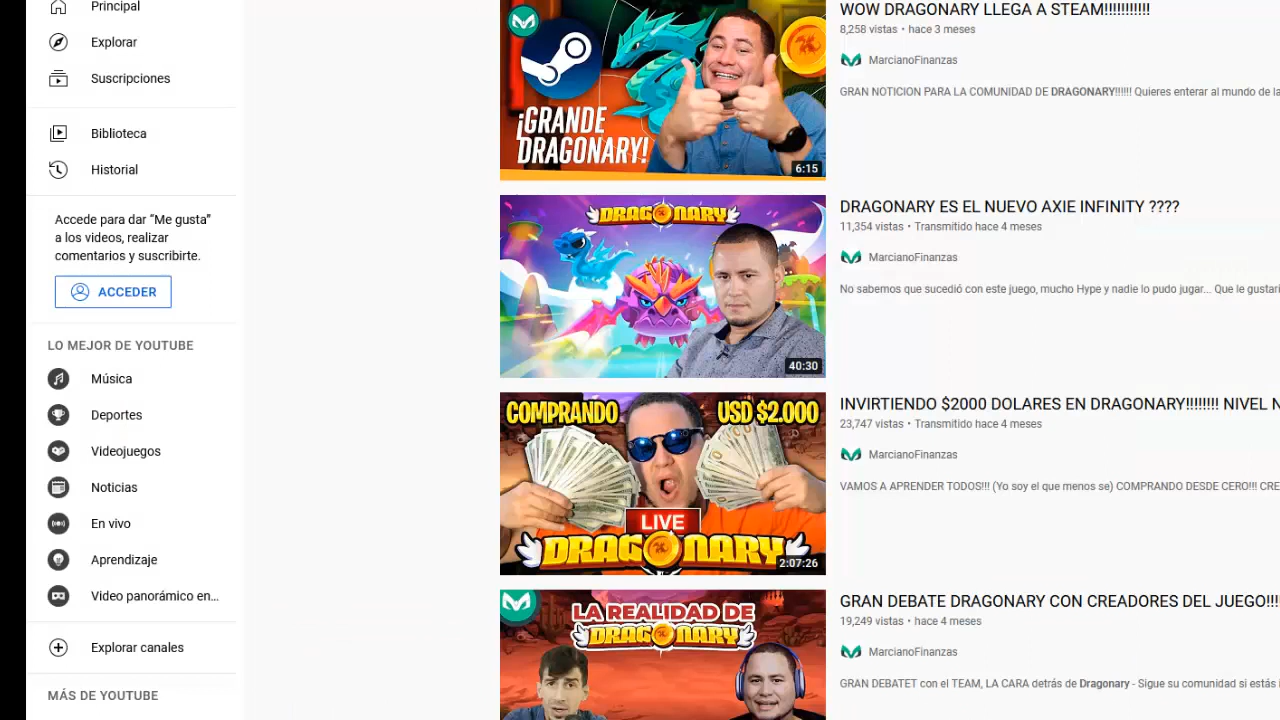 Principal
Explorar
Suscripciones
Biblioteca
Historial
Accede para dar “Me gusta”
a los videos, realizar
comentarios y suscribirte.
ACCEDER
LO MEJOR DE YOUTUBE
Música
Deportes
Videojuegos
Noticias
En vivo
Aprendizaje
Video panorámico en…
Explorar canales
MÁS DE YOUTUBE
¡GRANDE
DRAGONARY!
6:15
WOW DRAGONARY LLEGA A STEAM!!!!!!!!!!!
8,258 vistas • hace 3 meses
MarcianoFinanzas
GRAN NOTICION PARA LA COMUNIDAD DE DRAGONARY!!!!!! Quieres enterar al mundo de la
DRAGONARY
40:30
DRAGONARY ES EL NUEVO AXIE INFINITY ????
11,354 vistas • Transmitido hace 4 meses
MarcianoFinanzas
No sabemos que sucedió con este juego, mucho Hype y nadie lo pudo jugar... Que le gustarí
COMPRANDO USD $2.000
LIVE
DRAGONARY
2:07:26
INVIRTIENDO $2000 DOLARES EN DRAGONARY!!!!!!!! NIVEL N
23,747 vistas • Transmitido hace 4 meses
MarcianoFinanzas
VAMOS A APRENDER TODOS!!! (Yo soy el que menos se) COMPRANDO DESDE CERO!!! CRE
LA REALIDAD DE
DRAGONARY
GRAN DEBATE DRAGONARY CON CREADORES DEL JUEGO!!!!
19,249 vistas • hace 4 meses
MarcianoFinanzas
GRAN DEBATET con el TEAM, LA CARA detrás de Dragonary - Sigue su comunidad si estás i